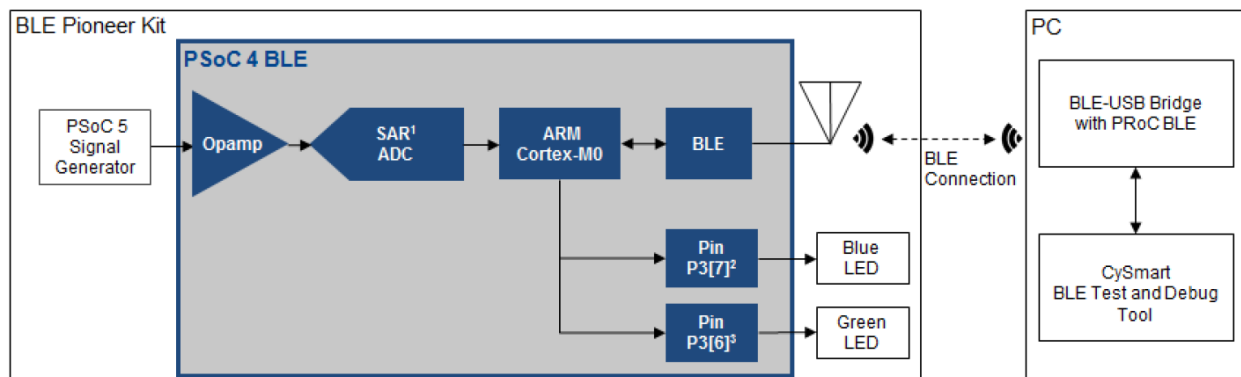 BLE Pioneer Kit
PSoC 4 BLE
PSoC 5
Signal
Generator
Opamp
SAR¹
ADC
ARM
Cortex-M0
BLE
BLE
Connection
Pin
P3[7]²
Blue
LED
Pin
P3[6]³
Green
LED
PC
BLE-USB Bridge
with PRoC BLE
CySmart
BLE Test and Debug
Tool